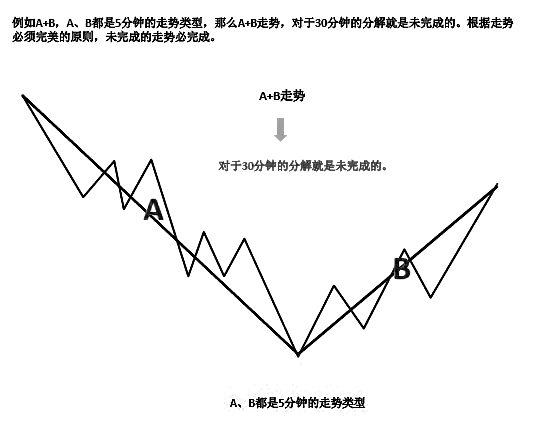 例如A+B，A、B都是5分钟的走势类型，那么A+B走势，对于30分钟的分解就是未完成的。根据走势
必须完美的原则，未完成的走势必完成。
A+B走势
对于30分钟的分解就是未完成的。
A
B
A、B都是5分钟的走势类型